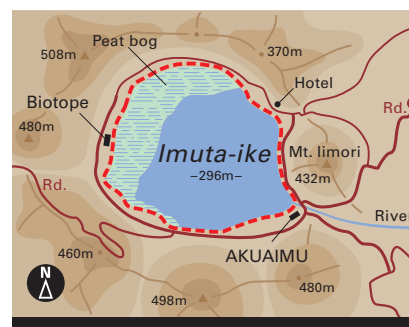 508m
Peat bog
370m
Hotel
Biotope
Rd.
480m
Imuta-ike
–296m–
Mt. Iimori
432m
Rd.
River
AKUAIMU
460m
480m
N
498m